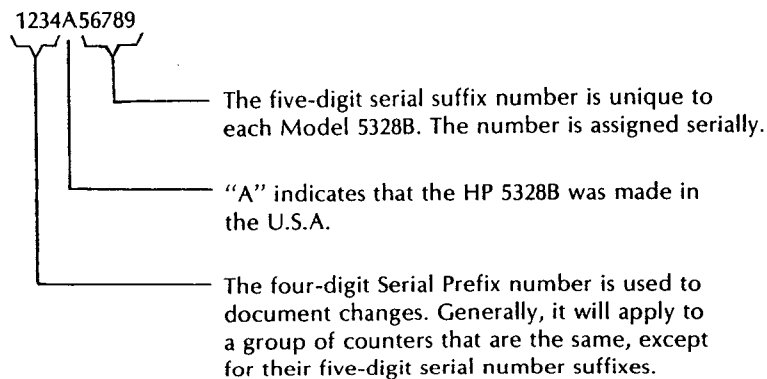 1234A56789
The five-digit serial suffix number is unique to
each Model 5328B. The number is assigned serially.
"A" indicates that the HP 5328B was made in
the U.S.A.
The four-digit Serial Prefix number is used to
document changes. Generally, it will apply to
a group of counters that are the same, except
for their five-digit serial number suffixes.